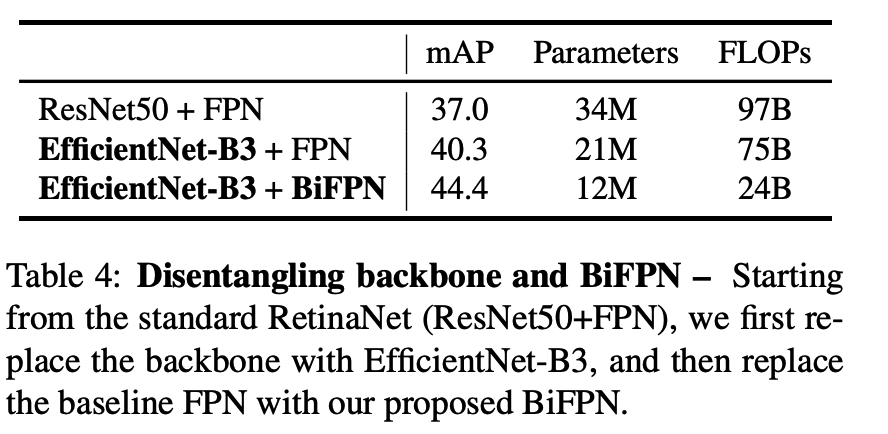 mAP Parameters FLOPs
ResNet50 + FPN 37.0 34M 97B
EfficientNet-B3 + FPN 40.3 21M 75B
EfficientNet-B3 + BiFPN 44.4 12M 24B
Table 4: Disentangling backbone and BiFPN – Starting
from the standard RetinaNet (ResNet50+FPN), we first re-
place the backbone with EfficientNet-B3, and then replace
the baseline FPN with our proposed BiFPN.